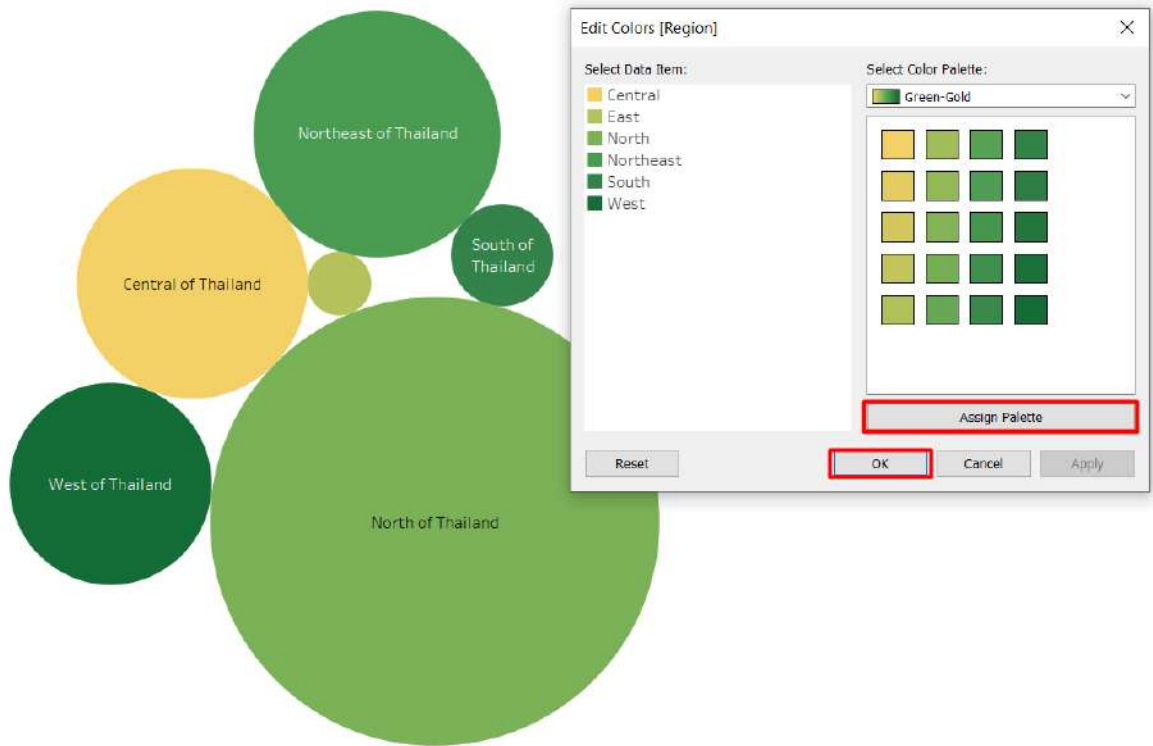 Northeast of Thailand
South of
Thailand
Central of Thailand
West of Thailand
North of Thailand
Edit Colors [Region]
Select Data Item:
Central
East
North
Northeast
South
West
Select Color Palette:
Green-Gold
Assign Palette
Reset
OK
Cancel
Apply